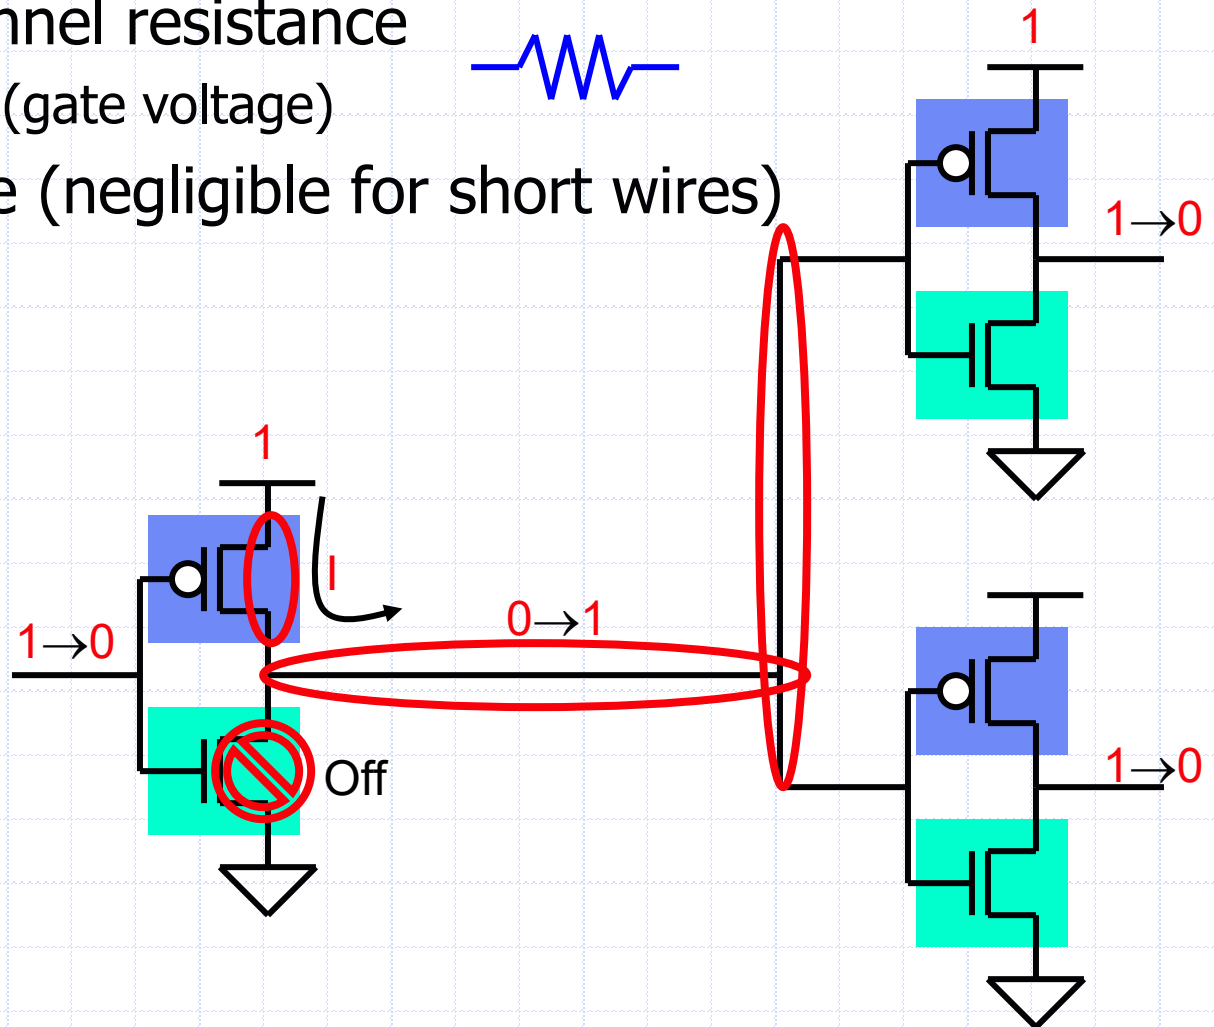 nnel resistance
(gate voltage)
e (negligible for short wires)
1
1→0
1
I
0→1
1→0
Off
1→0